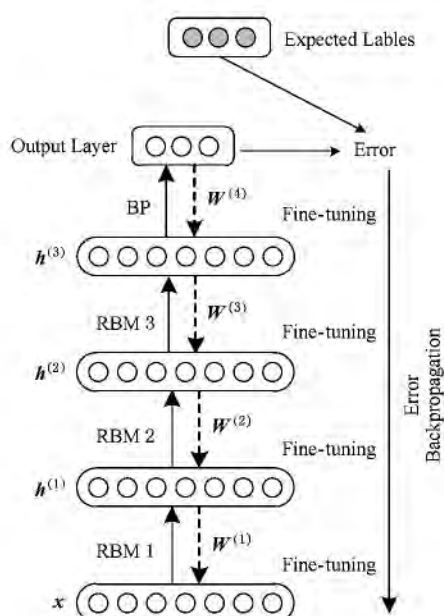 Expected Lables
Output Layer
Error
BP
W(4)
Fine-tuning
h(3)
RBM 3
W(3)
Fine-tuning
h(2)
RBM 2
W(2)
Fine-tuning
h(1)
RBM 1
W(1)
Fine-tuning
x
Error
Backpropagation